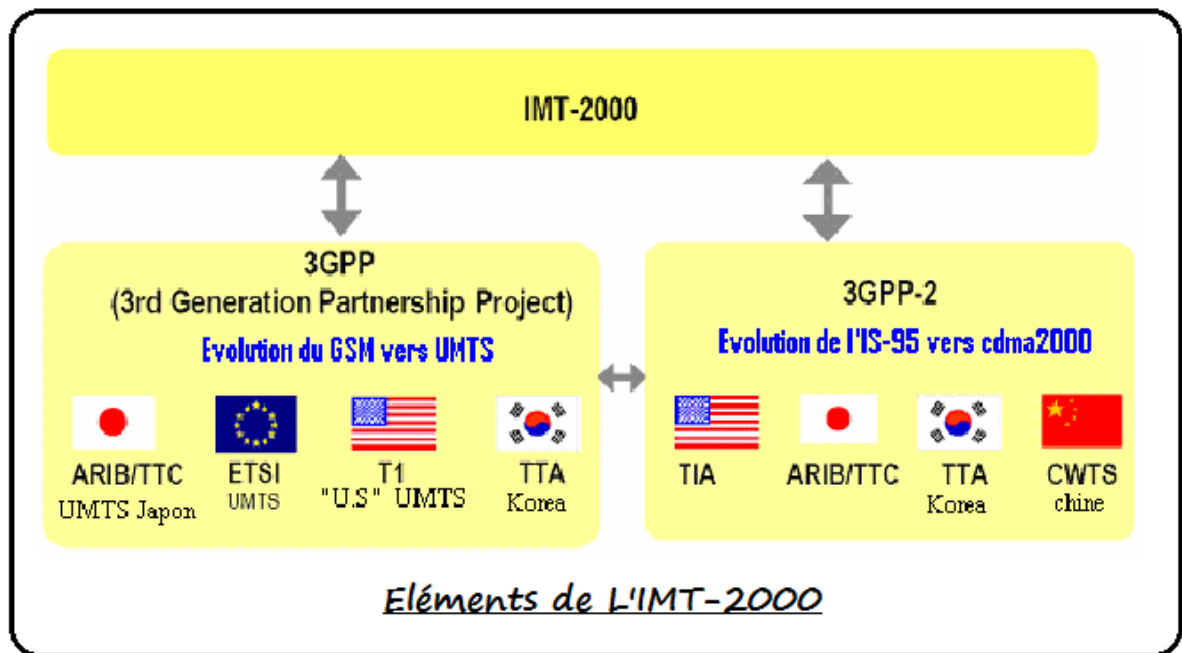 IMT-2000
3GPP
(3rd Generation Partnership Project)
Evolution du GSM vers UMTS
ARIB/TTC
UMTS Japon
ETSI
UMTS
T1
"U.S" UMTS
TTA
Korea
3GPP-2
Evolution de l'IS-95 vers cdma2000
TIA
ARIB/TTC
TTA
Korea
CWTS
chine
Eléments de L'IMT-2000